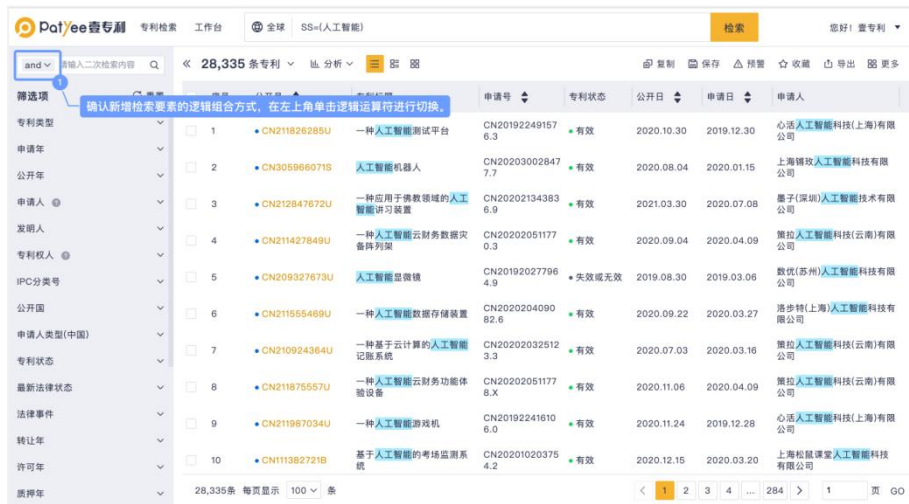 Patyee壹专利 专利检索 工作台 全球 SS=(人工智能) 检索 您好！壹专利
and 请输入二次检索内容 28,335 条专利 分析 复制 保存 预警 收藏 导出 更多
1
确认新增检索要素的逻辑组合方式，在左上角单击逻辑运算符进行切换。
筛选项 申请号 专利状态 公开日 申请日 申请人
专利类型
申请年
公开年
申请人
发明人
专利权人
IPC分类号
公开国
申请人类型(中国)
专利状态
最新法律状态
法律事件
转让年
许可年
质押年
1 CN211826285U 一种人工智能测试平台 CN201922491576.3 有效 2020.10.30 2019.12.30 心活人工智能科技(上海)有限公司
2 CN305966071S 人工智能机器人 CN202030028477.7 有效 2020.08.04 2020.01.15 上海锵玫人工智能科技有限公司
3 CN212847672U 一种应用于佛教领域的人工智能讲习装置 CN202021343836.9 有效 2021.03.30 2020.07.08 墨子(深圳)人工智能技术有限公司
4 CN211427849U 一种人工智能云财务数据灾备阵列架 CN202020511770.3 有效 2020.09.04 2020.04.09 策拉人工智能科技(云南)有限公司
5 CN209327673U 人工智能显微镜 CN201920277964.9 失效或无效 2019.08.30 2019.03.06 数优(苏州)人工智能科技有限公司
6 CN211555469U 一种人工智能数据存储装置 CN202020409082.6 有效 2020.09.22 2020.03.27 洛步特(上海)人工智能科技有限公司
7 CN210924364U 一种基于云计算的人工智能记账系统 CN202020325123.3 有效 2020.07.03 2020.03.16 策拉人工智能科技(云南)有限公司
8 CN211875557U 一种人工智能云财务功能体验设备 CN202020511778.X 有效 2020.11.06 2020.04.09 策拉人工智能科技(云南)有限公司
9 CN211987034U 一种人工智能游戏机 CN201922416106.0 有效 2020.11.24 2019.12.28 心活人工智能科技(上海)有限公司
10 CN111382721B 基于人工智能的考场监测系统 CN202010203754.2 有效 2020.12.15 2020.03.20 上海松鼠课堂人工智能科技有限公司
28,335条 每页显示 100 条 1 2 3 4 ... 284 1 页 GO